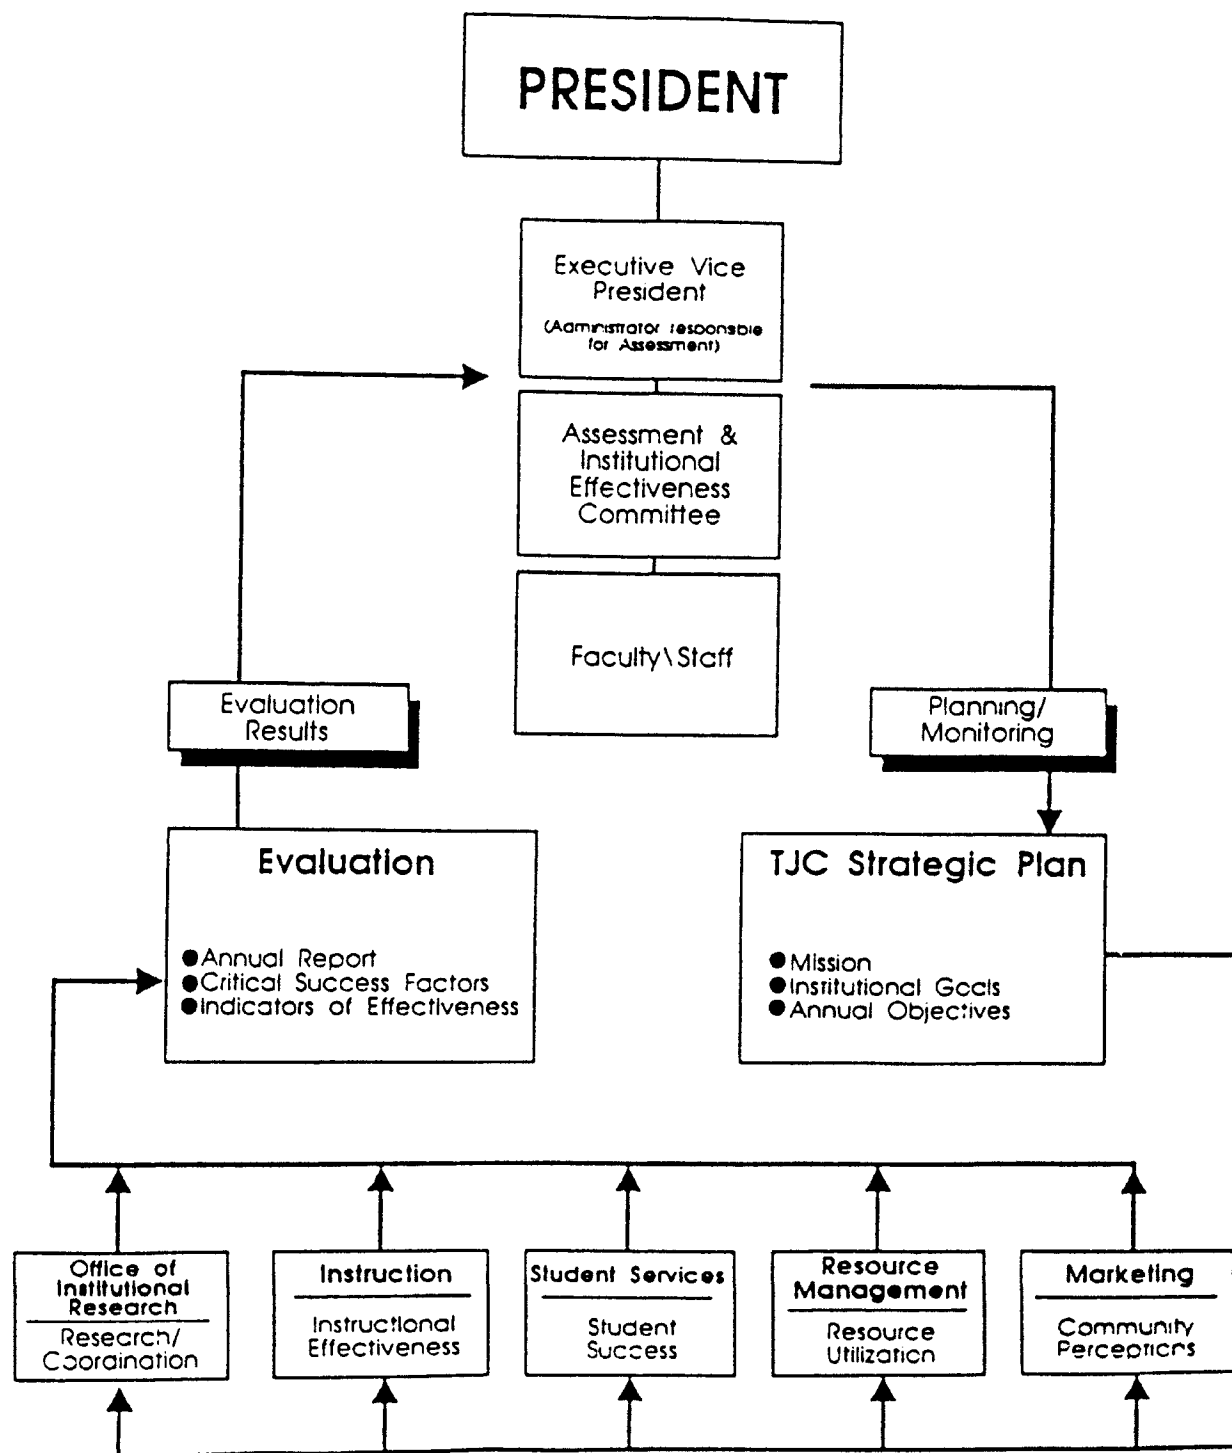 PRESIDENT
Executive Vice
President
(Administrator responsible
for Assessment)
Assessment &
Institutional
Effectiveness
Committee
Faculty\Staff
Evaluation
Results
Planning/
Monitoring
Evaluation
●Annual Report
●Critical Success Factors
●Indicators of Effectiveness
TJC Strategic Plan
●Mission
●Institutional Goals
●Annual Objectives
Office of
Institutional
Research
Research/
Coordination
Instruction
Instructional
Effectiveness
Student Services
Student
Success
Resource
Management
Resource
Utilization
Marketing
Community
Perceptions